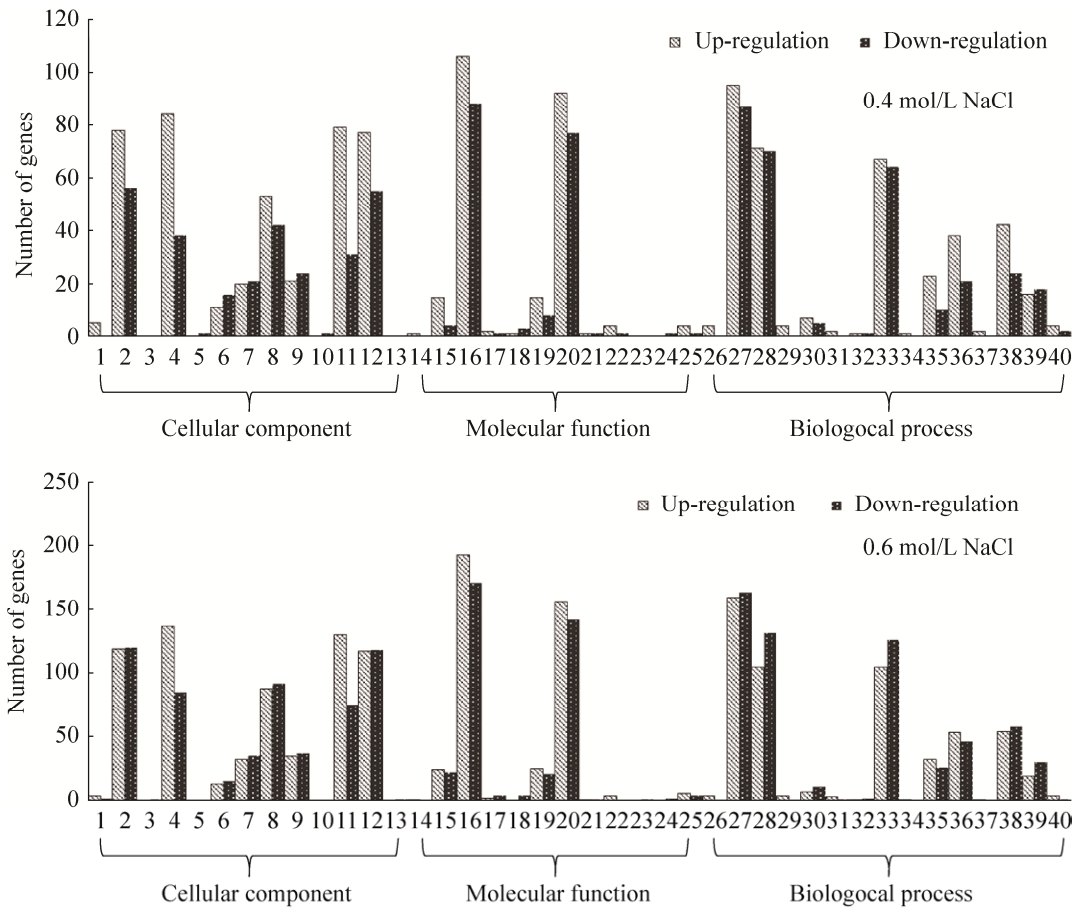 120
Up-regulation Down-regulation
100
0.4 mol/L NaCl
80
60
40
20
0
Number of genes
1 2 3 4 5 6 7 8 9 10 11 12 13 14 15 16 17 18 19 20 21 22 23 24 25 26 27 28 29 30 31 32 33 34 35 36 37 38 39 40
Cellular component Molecular function Biologocal process
250
Up-regulation Down-regulation
200
0.6 mol/L NaCl
150
100
50
0
Number of genes
1 2 3 4 5 6 7 8 9 10 11 12 13 14 15 16 17 18 19 20 21 22 23 24 25 26 27 28 29 30 31 32 33 34 35 36 37 38 39 40
Cellular component Molecular function Biologocal process